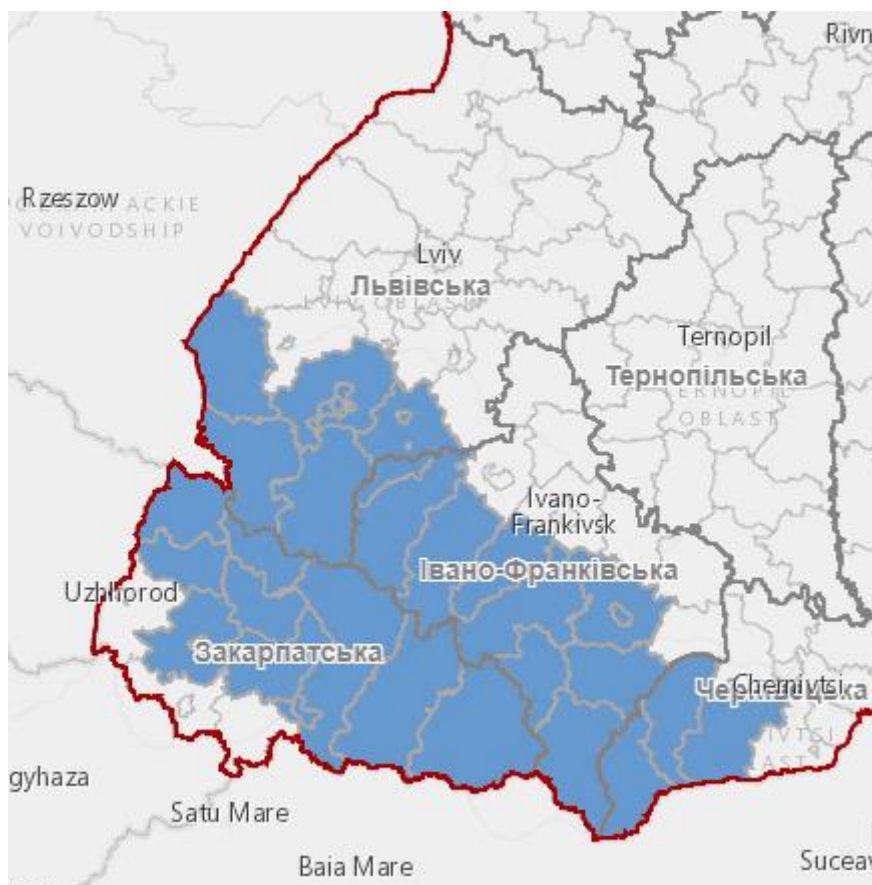 Rivn
Rzeszow
VOIVODSHIP
Lviv
Львівська
Ternopil
Тернопільська
OBLAST
Ivano-
Frankivsk
Івано-Франківська
Uzhhorod
Закарпатська
Chernivtsi
gyhaza
Satu Mare
Baia Mare
Suceav